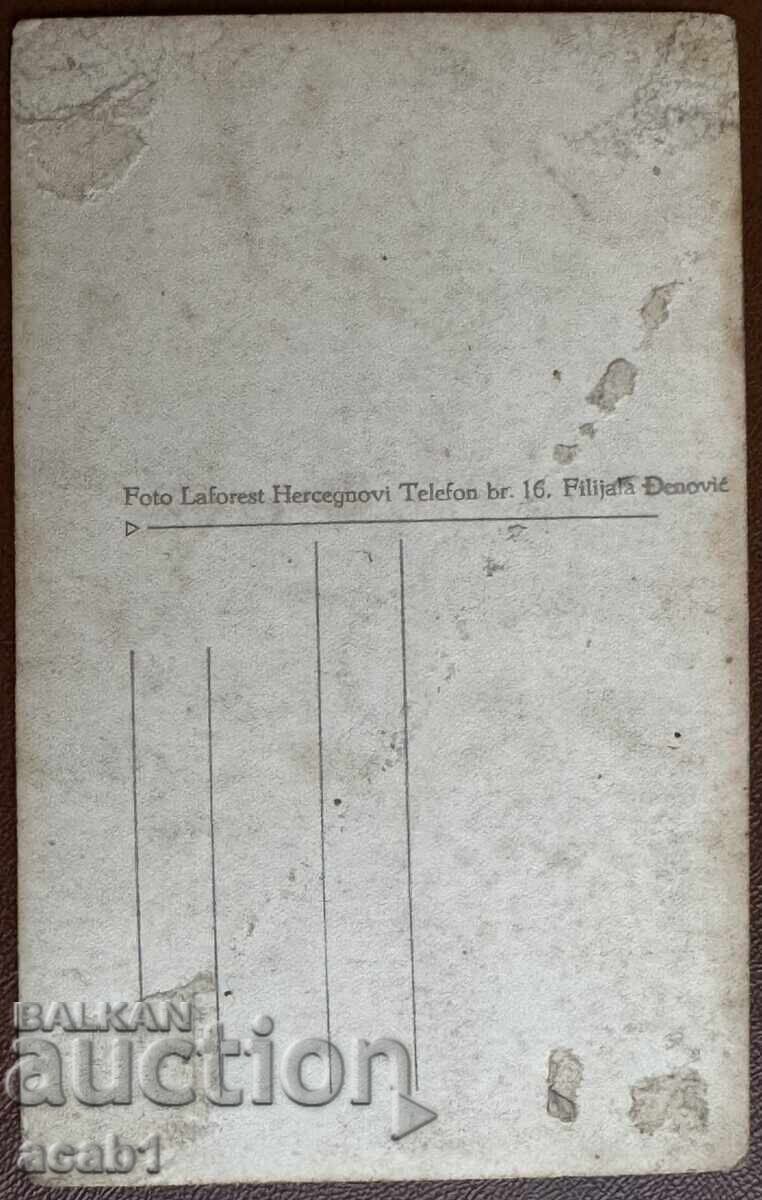 Foto Laforest Hercegnovi Telefon br. 16. Filijala Đenović
BALKAN
auction
acab1